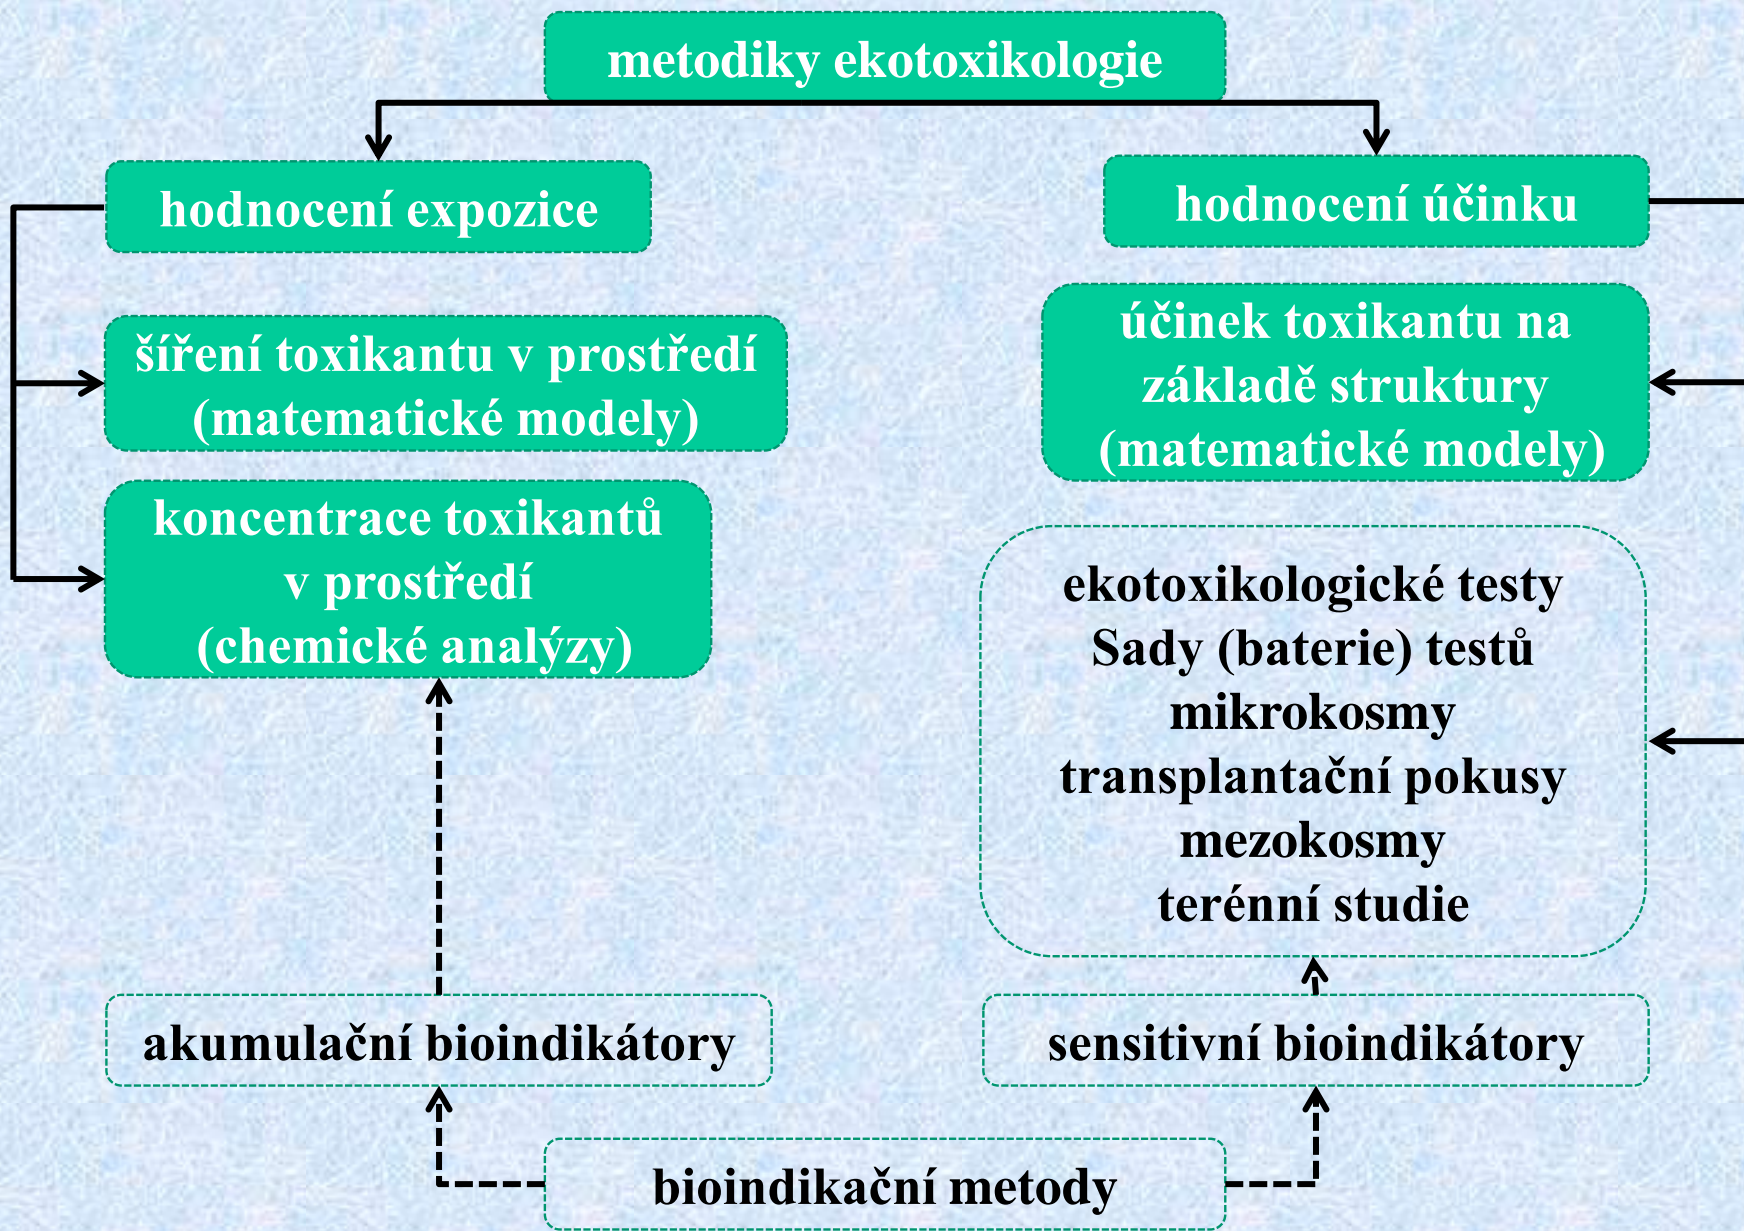 metodiky ekotoxikologie
hodnocení expozice
hodnocení účinku
šíření toxikantu v prostředí
(matematické modely)
účinek toxikantu na
základě struktury
(matematické modely)
koncentrace toxikantů
v prostředí
(chemické analýzy)
ekotoxikologické testy
Sady (baterie) testů
mikrokosmy
transplantační pokusy
mezokosmy
terénní studie
akumulační bioindikátory
sensitivní bioindikátory
bioindikační metody